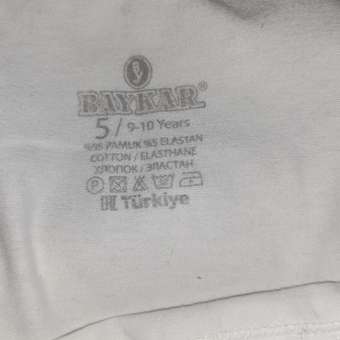 BAYKAR®
5 / 9-10 Years
%95 PAMUK %5 ELASTAN
COTTON / ELASTHANE
ХЛОПОК / ЭЛАСТАН
Türkiye